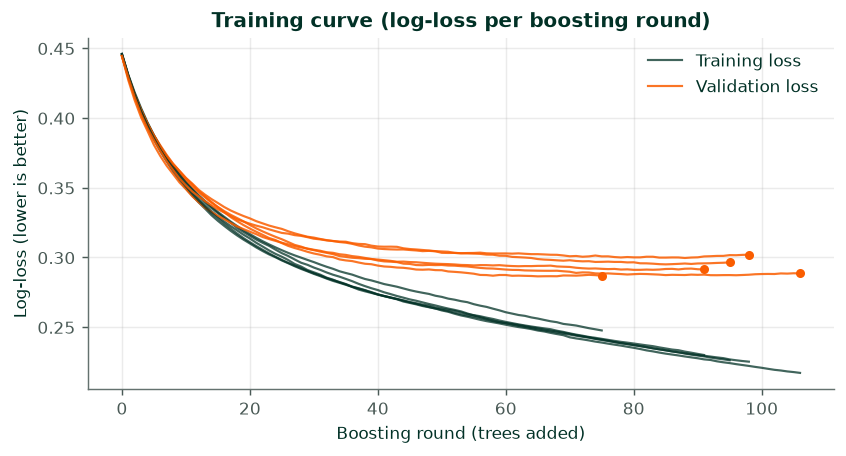 Training curve (log-loss per boosting round)
Training loss
Validation loss
Log-loss (lower is better)
0.45
0.40
0.35
0.30
0.25
0 20 40 60 80 100
Boosting round (trees added)